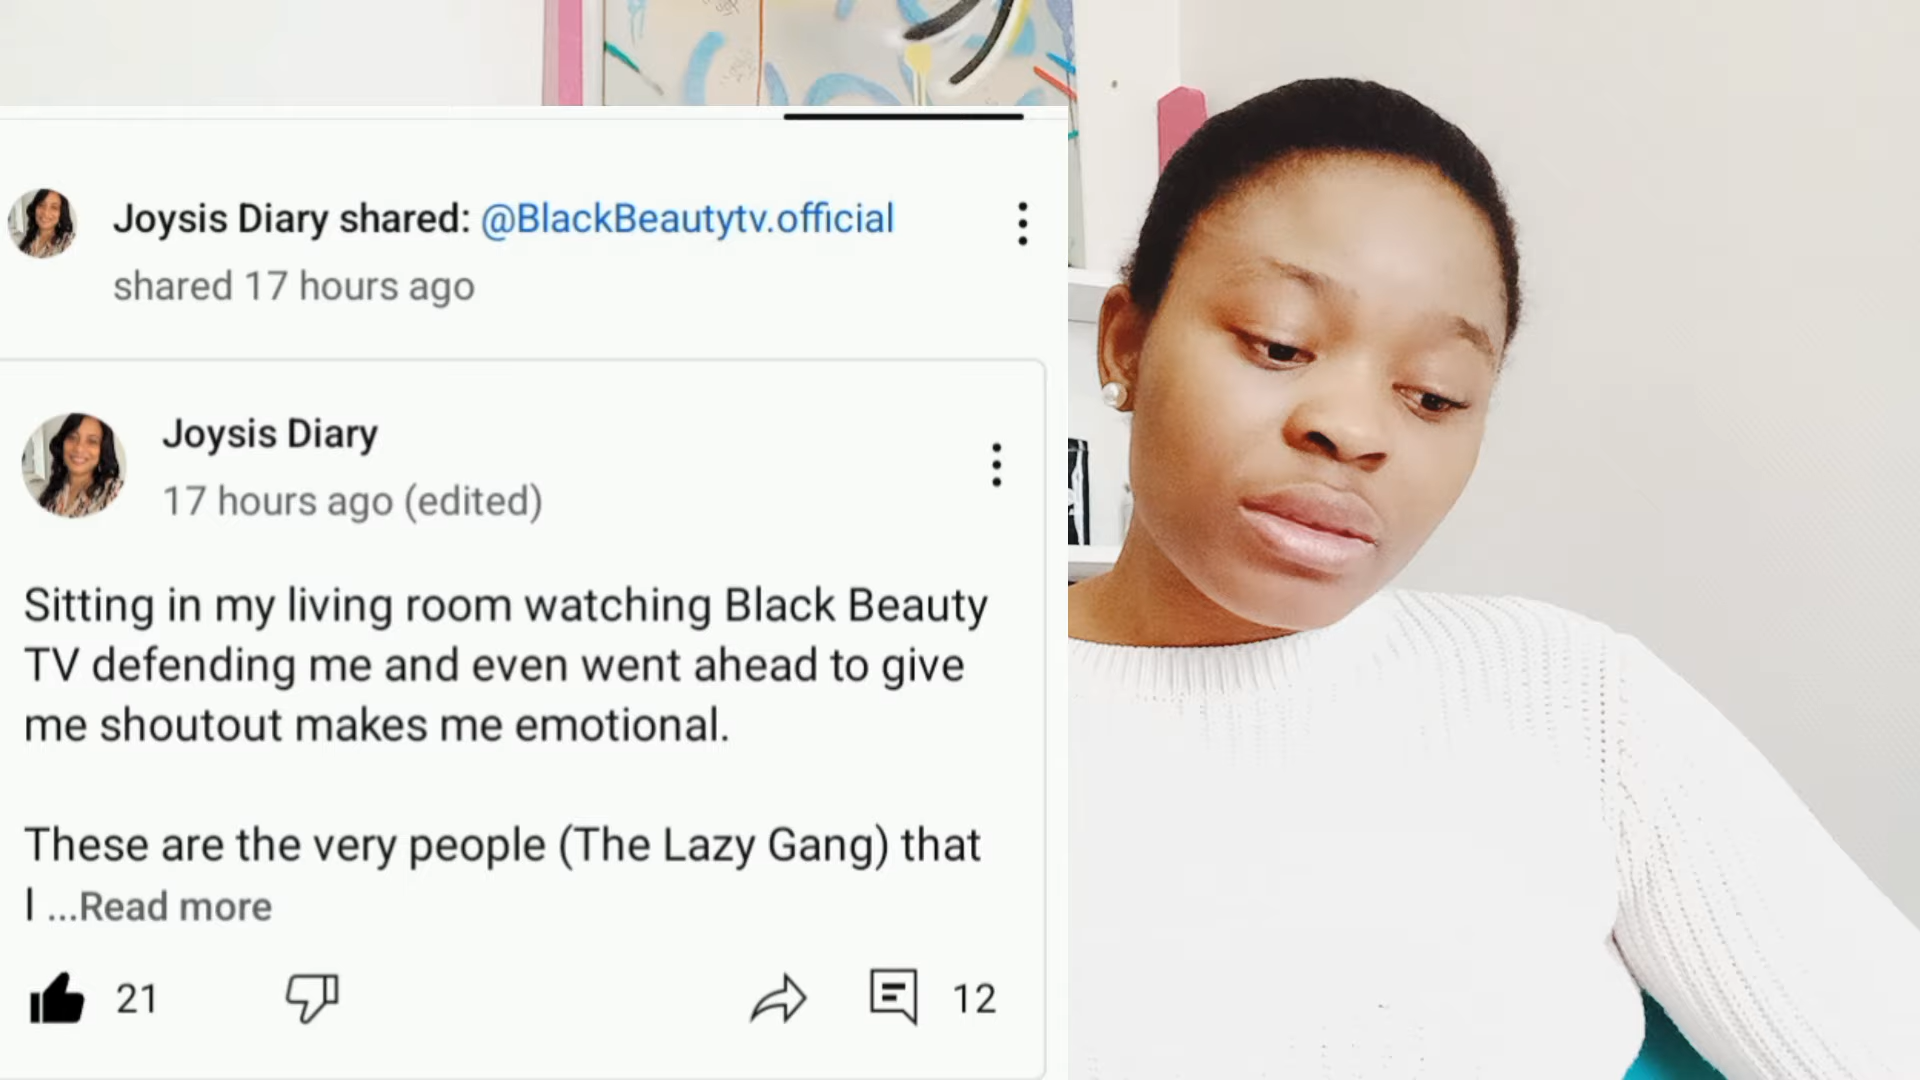 Joysis Diary shared: @BlackBeautytv.official
shared 17 hours ago
Joysis Diary
17 hours ago (edited)
Sitting in my living room watching Black Beauty
TV defending me and even went ahead to give
me shoutout makes me emotional.
These are the very people (The Lazy Gang) that
I ...Read more
21
12